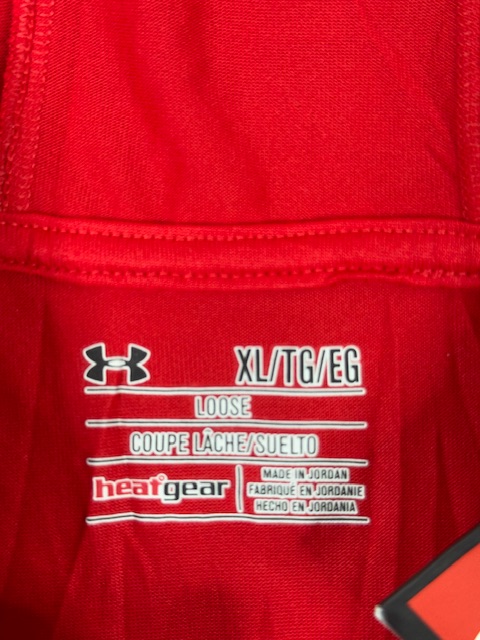 XL/TG/EG
LOOSE
COUPE LÂCHE/SUELTO
heatgear
MADE IN JORDAN
FABRIQUÉ EN JORDANIE
HECHO EN JORDANIA